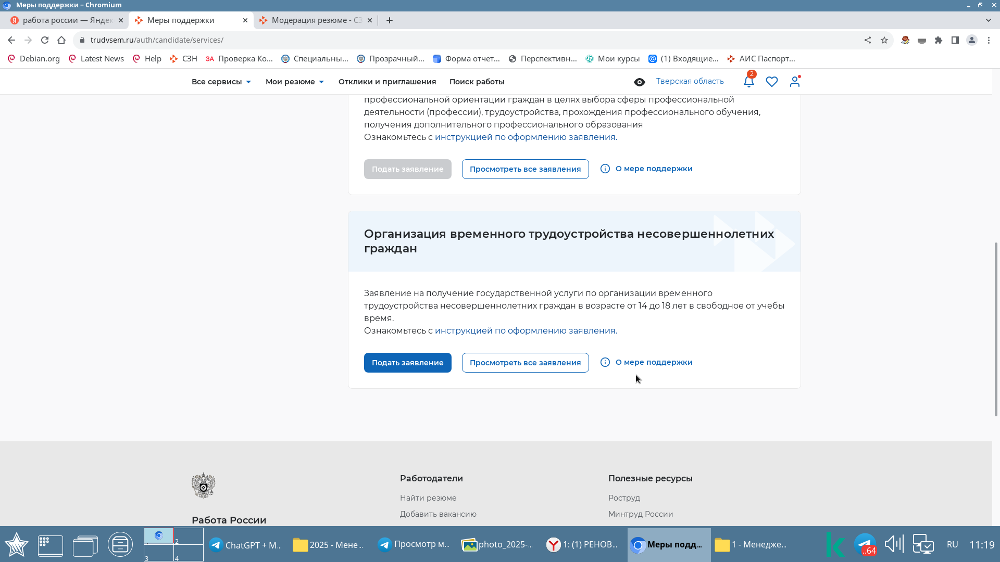 Меры поддержки – Chromium
работа россии — Яндек
Меры поддержки
Модерация резюме - СЗ
trudvsem.ru/auth/candidate/services/
Debian.org
Latest News
Help
СЗН
ЗА
Проверка Ко...
Специальны...
Прозрачный...
Форма отчет...
Перспективн...
Мои курсы
(1) Входящие...
АИС Паспорт...
Все сервисы
Мои резюме
Отклики и приглашения
Поиск работы
Тверская область
2
профессиональной ориентации граждан в целях выбора сферы профессиональной
деятельности (профессии), трудоустройства, прохождения профессионального обучения,
получения дополнительного профессионального образования
Ознакомьтесь с инструкцией по оформлению заявления.
Подать заявление
Просмотреть все заявления
О мере поддержки
Организация временного трудоустройства несовершеннолетних
граждан
Заявление на получение государственной услуги по организации временного
трудоустройства несовершеннолетних граждан в возрасте от 14 до 18 лет в свободное от учебы
время.
Ознакомьтесь с инструкцией по оформлению заявления.
Подать заявление
Просмотреть все заявления
О мере поддержки
Работа России
Работодатели
Найти резюме
Добавить вакансию
Полезные ресурсы
Роструд
Минтруд России
2
3
4
ChatGPT + М...
2025 - Мене...
Просмотр м...
photo_2025-...
1: (1) РЕНОВ...
Меры подд...
1 - Менедже...
..64
RU
11:19